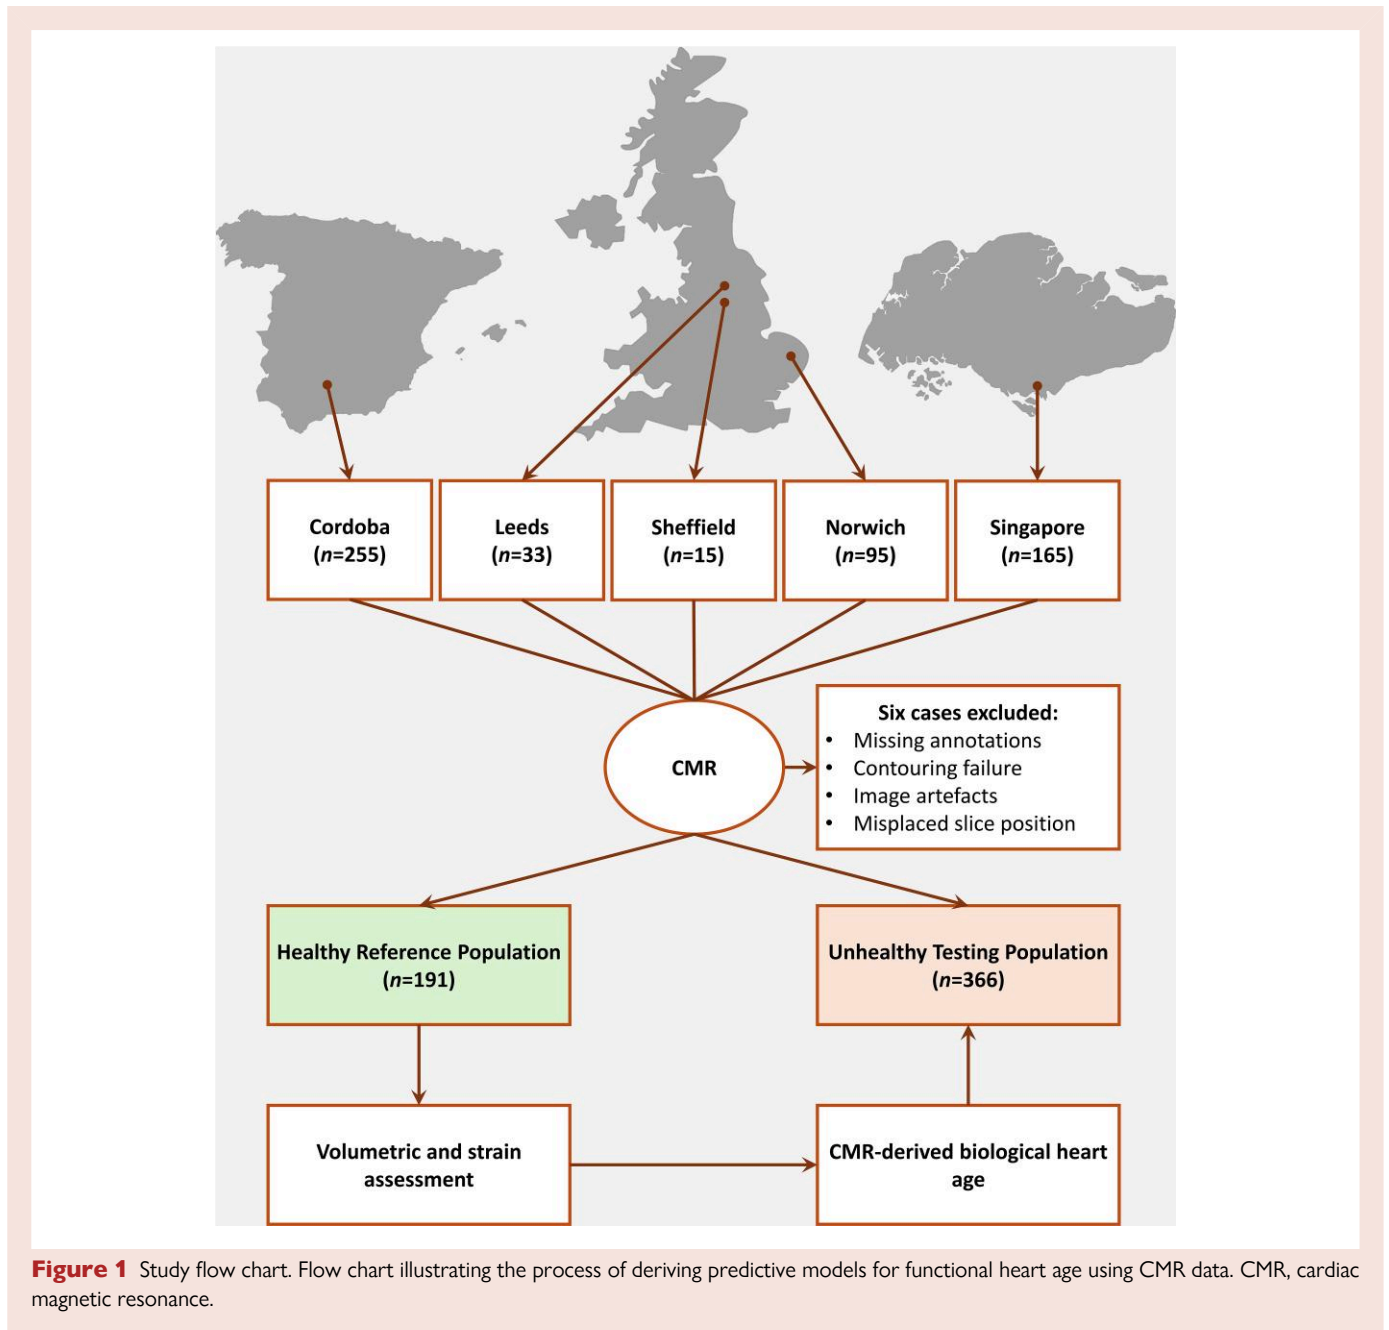 Cordoba
(n=255)
Leeds
(n=33)
Sheffield
(n=15)
Norwich
(n=95)
Singapore
(n=165)
CMR
Six cases excluded:
• Missing annotations
• Contouring failure
• Image artefacts
• Misplaced slice position
Healthy Reference Population
(n=191)
Unhealthy Testing Population
(n=366)
Volumetric and strain
assessment
CMR-derived biological heart
age
Figure 1 Study flow chart. Flow chart illustrating the process of deriving predictive models for functional heart age using CMR data. CMR, cardiac
magnetic resonance.